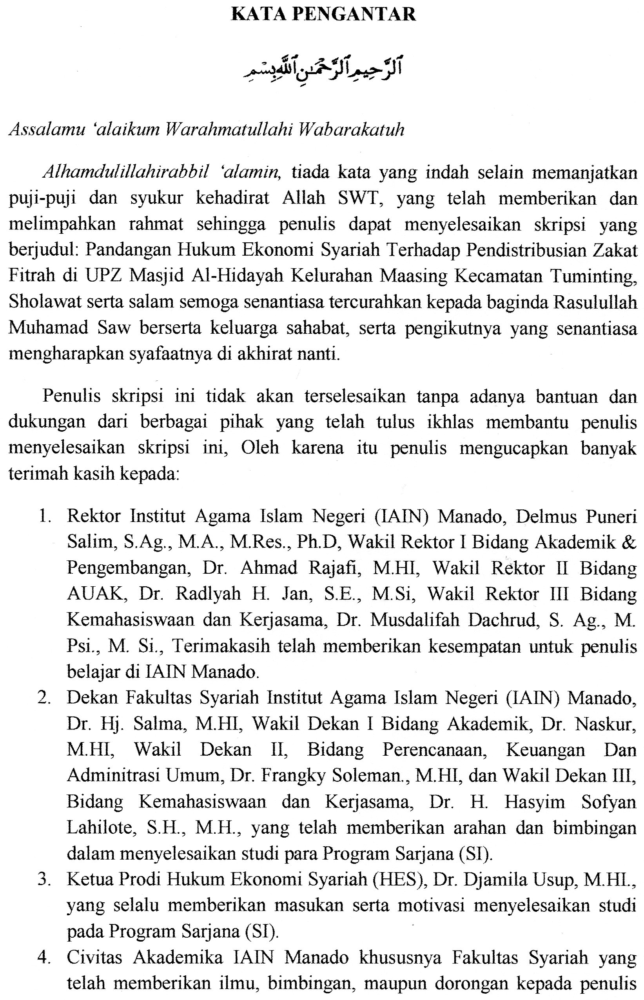 KATA PENGANTAR
ٱلرَّحِيمِ ٱلرَّحْمَٰنِ ٱللَّهِ بِسْمِ
Assalamu ‘alaikum Warahmatullahi Wabarakatuh
Alhamdulillahirabbil ‘alamin, tiada kata yang indah selain memanjatkan
puji-puji dan syukur kehadirat Allah SWT, yang telah memberikan dan
melimpahkan rahmat sehingga penulis dapat menyelesaikan skripsi yang
berjudul: Pandangan Hukum Ekonomi Syariah Terhadap Pendistribusian Zakat
Fitrah di UPZ Masjid Al-Hidayah Kelurahan Maasing Kecamatan Tuminting,
Sholawat serta salam semoga senantiasa tercurahkan kepada baginda Rasulullah
Muhamad Saw berserta keluarga sahabat, serta pengikutnya yang senantiasa
mengharapkan syafaatnya di akhirat nanti.
Penulis skripsi ini tidak akan terselesaikan tanpa adanya bantuan dan
dukungan dari berbagai pihak yang telah tulus ikhlas membantu penulis
menyelesaikan skripsi ini, Oleh karena itu penulis mengucapkan banyak
terimah kasih kepada:
1. Rektor Institut Agama Islam Negeri (IAIN) Manado, Delmus Puneri
Salim, S.Ag., M.A., M.Res., Ph.D, Wakil Rektor I Bidang Akademik &
Pengembangan, Dr. Ahmad Rajafi, M.HI, Wakil Rektor II Bidang
AUAK, Dr. Radlyah H. Jan, S.E., M.Si, Wakil Rektor III Bidang
Kemahasiswaan dan Kerjasama, Dr. Musdalifah Dachrud, S. Ag., M.
Psi., M. Si., Terimakasih telah memberikan kesempatan untuk penulis
belajar di IAIN Manado.
2. Dekan Fakultas Syariah Institut Agama Islam Negeri (IAIN) Manado,
Dr. Hj. Salma, M.HI, Wakil Dekan I Bidang Akademik, Dr. Naskur,
M.HI, Wakil Dekan II, Bidang Perencanaan, Keuangan Dan
Adminitrasi Umum, Dr. Frangky Soleman., M.HI, dan Wakil Dekan III,
Bidang Kemahasiswaan dan Kerjasama, Dr. H. Hasyim Sofyan
Lahilote, S.H., M.H., yang telah memberikan arahan dan bimbingan
dalam menyelesaikan studi para Program Sarjana (SI).
3. Ketua Prodi Hukum Ekonomi Syariah (HES), Dr. Djamila Usup, M.HI.,
yang selalu memberikan masukan serta motivasi menyelesaikan studi
pada Program Sarjana (SI).
4. Civitas Akademika IAIN Manado khususnya Fakultas Syariah yang
telah memberikan ilmu, bimbingan, maupun dorongan kepada penulis